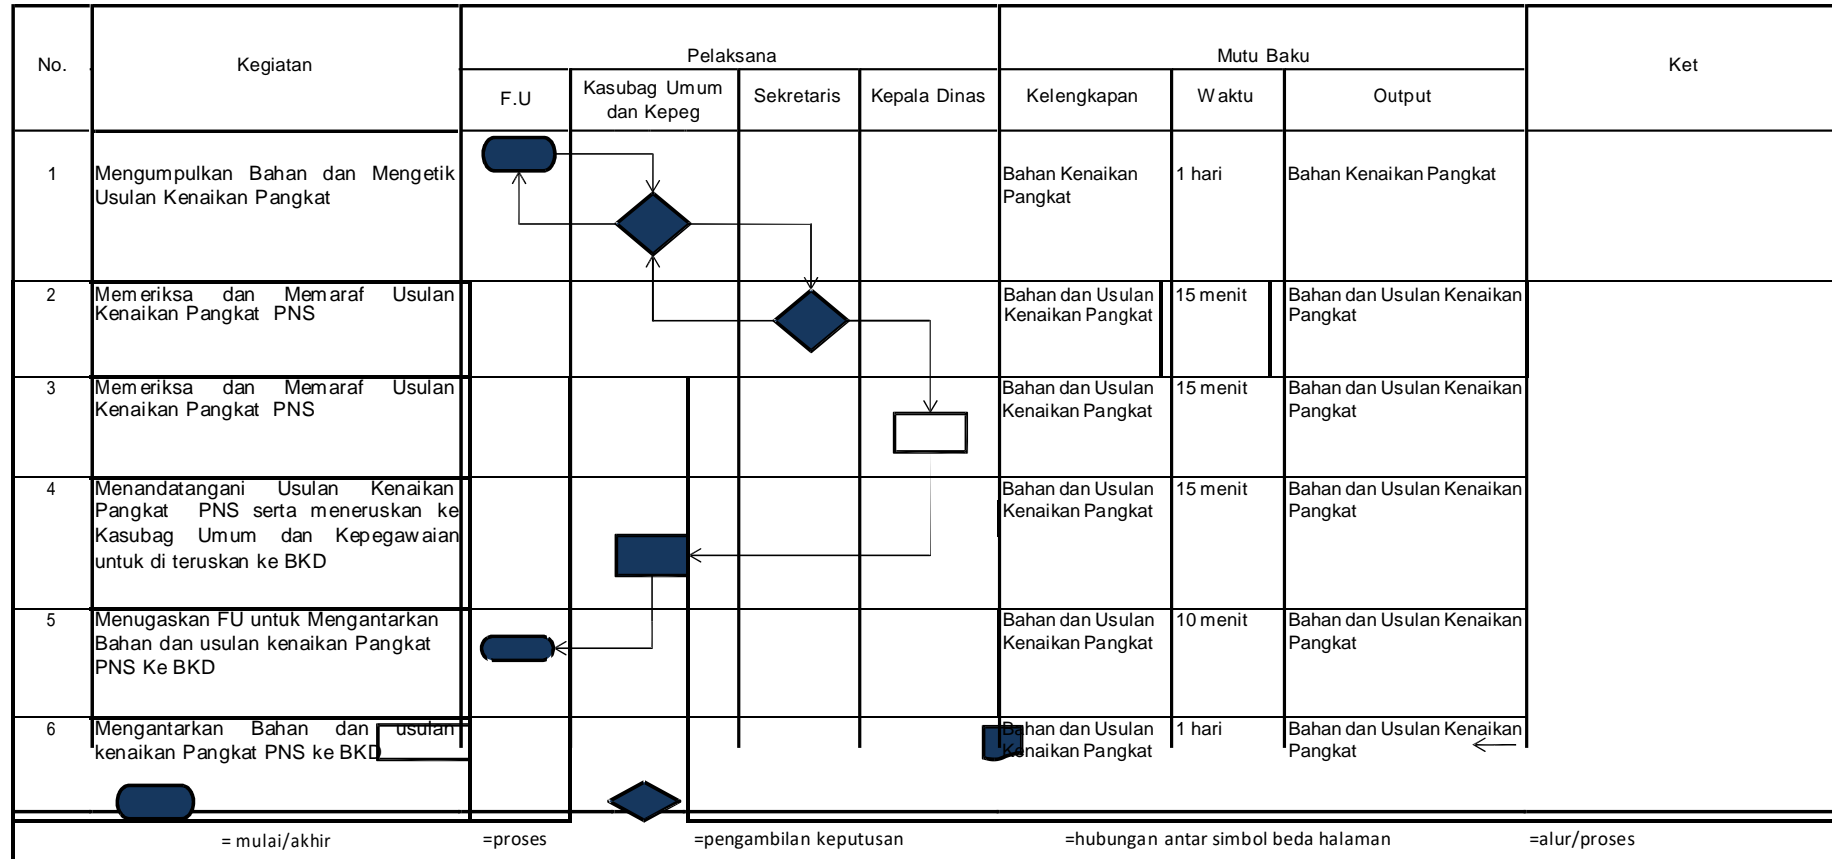 No.
Kegiatan
Pelaksana
Mutu Baku
Ket
F.U
Kasubag Umum
dan Kepeg
Sekretaris
Kepala Dinas
Kelengkapan
Waktu
Output
1
Mengumpulkan Bahan dan Mengetik
Usulan Kenaikan Pangkat
Bahan Kenaikan
Pangkat
1 hari
Bahan Kenaikan Pangkat
2
Memeriksa dan Memaraf Usulan
Kenaikan Pangkat PNS
Bahan dan Usulan
Kenaikan Pangkat
15 menit
Bahan dan Usulan Kenaikan
Pangkat
3
Memeriksa dan Memaraf Usulan
Kenaikan Pangkat PNS
Bahan dan Usulan
Kenaikan Pangkat
15 menit
Bahan dan Usulan Kenaikan
Pangkat
4
Menandatangani Usulan Kenaikan
Pangkat PNS serta meneruskan ke
Kasubag Umum dan Kepegawaian
untuk di teruskan ke BKD
Bahan dan Usulan
Kenaikan Pangkat
15 menit
Bahan dan Usulan Kenaikan
Pangkat
5
Menugaskan FU untuk Mengantarkan
Bahan dan usulan kenaikan Pangkat
PNS Ke BKD
Bahan dan Usulan
Kenaikan Pangkat
10 menit
Bahan dan Usulan Kenaikan
Pangkat
6
Mengantarkan Bahan dan usulan
kenaikan Pangkat PNS ke BKD
Bahan dan Usulan
Kenaikan Pangkat
1 hari
Bahan dan Usulan Kenaikan
Pangkat
= mulai/akhir
=proses
=pengambilan keputusan
=hubungan antar simbol beda halaman
=alur/proses